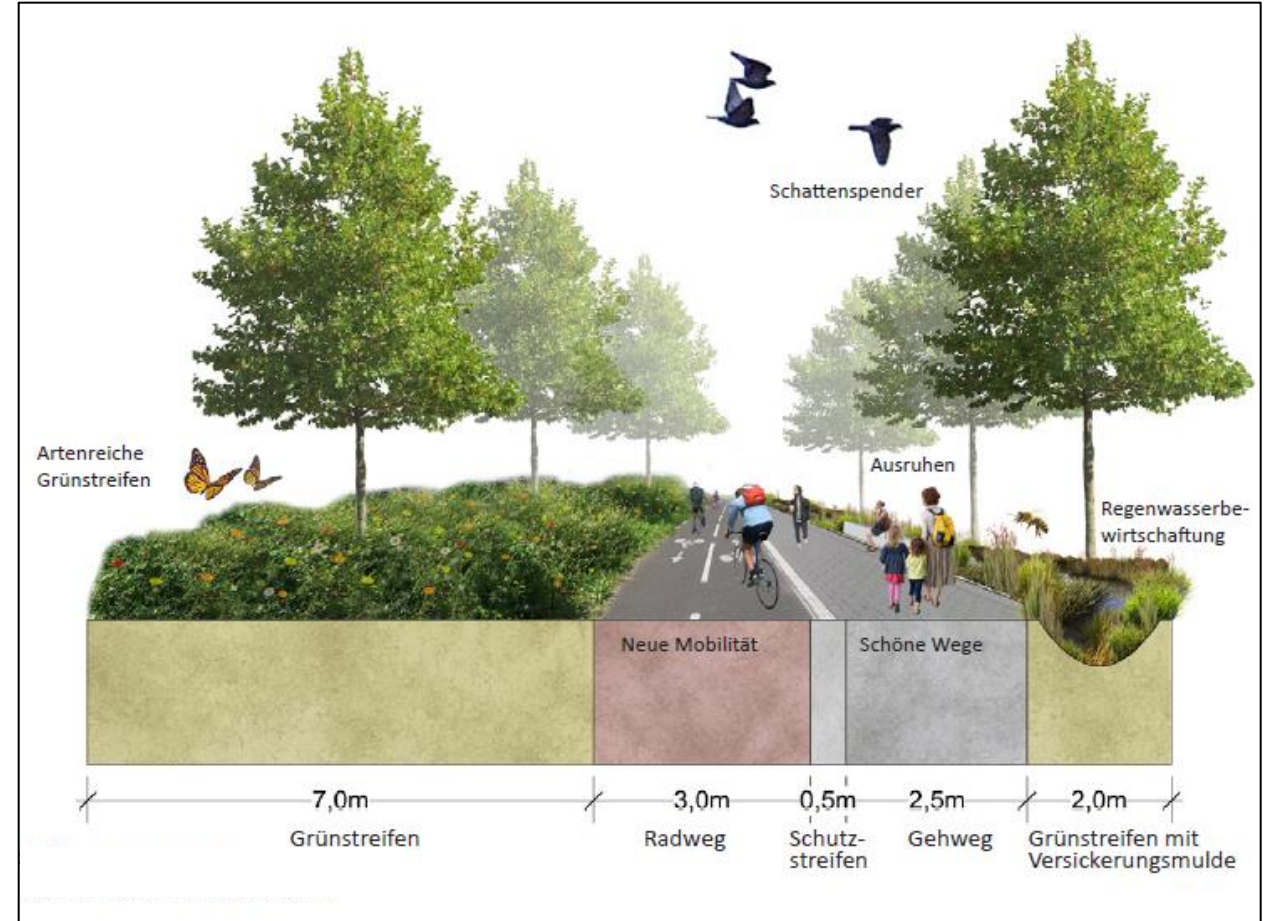 Schattenspender
Artenreiche
Grünstreifen
Ausruhen
Regenwasserbe-
wirtschaftung
Neue Mobilität
Schöne Wege
7,0m
3,0m
0,5m
2,5m
2,0m
Grünstreifen
Radweg
Schutz-
streifen
Gehweg
Grünstreifen mit
Versickerungsmulde